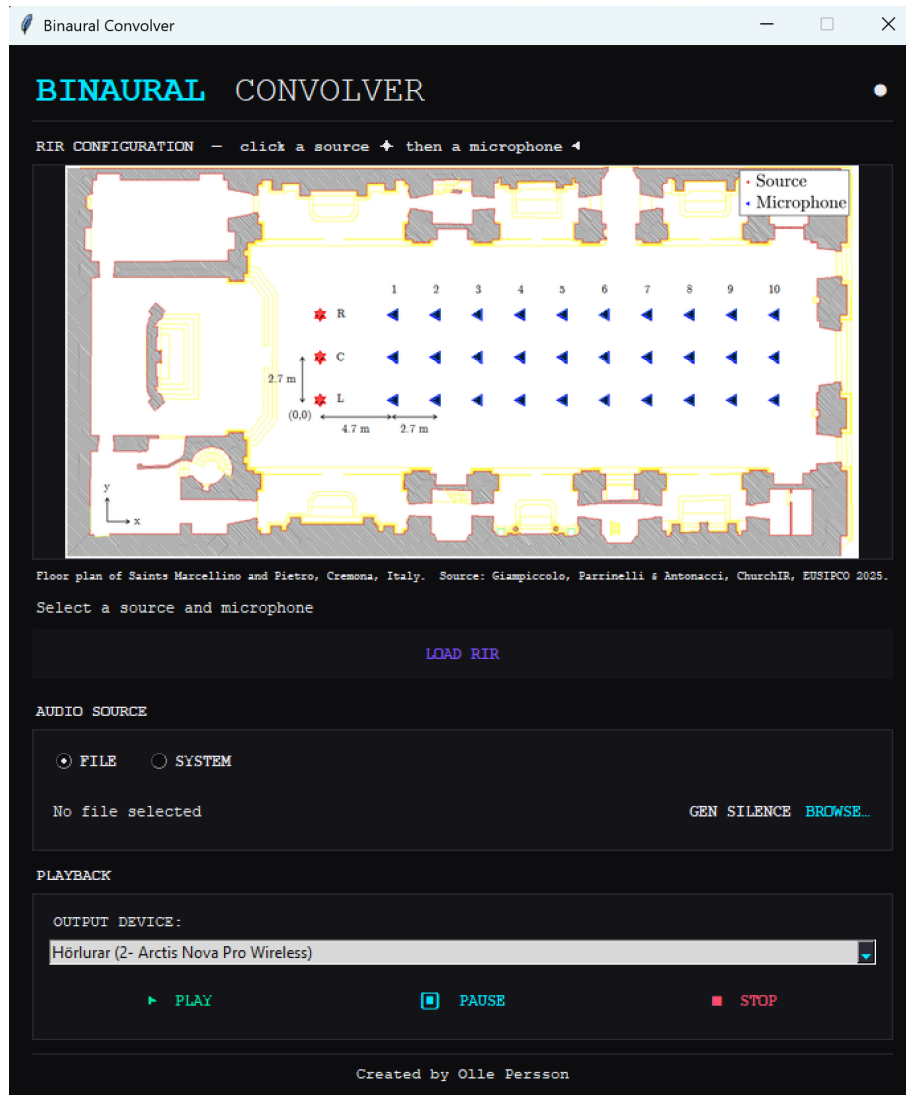 Binaural Convolver
BINAURAL CONVOLVER
RIR CONFIGURATION — click a source ✦ then a microphone ◂
Source
Microphone
1 2 3 4 5 6 7 8 9 10
R
C
2.7 m
L
(0,0)
4.7 m 2.7 m
y
x
Floor plan of Saints Marcellino and Pietro, Cremona, Italy. Source: Giampiccolo, Parrinelli & Antonacci, ChurchIR, EUSIPCO 2025.
Select a source and microphone
LOAD RIR
AUDIO SOURCE
FILE SYSTEM
No file selected GEN SILENCE BROWSE…
PLAYBACK
OUTPUT DEVICE:
Hörlurar (2- Arctis Nova Pro Wireless)
PLAY PAUSE STOP
Created by Olle Persson